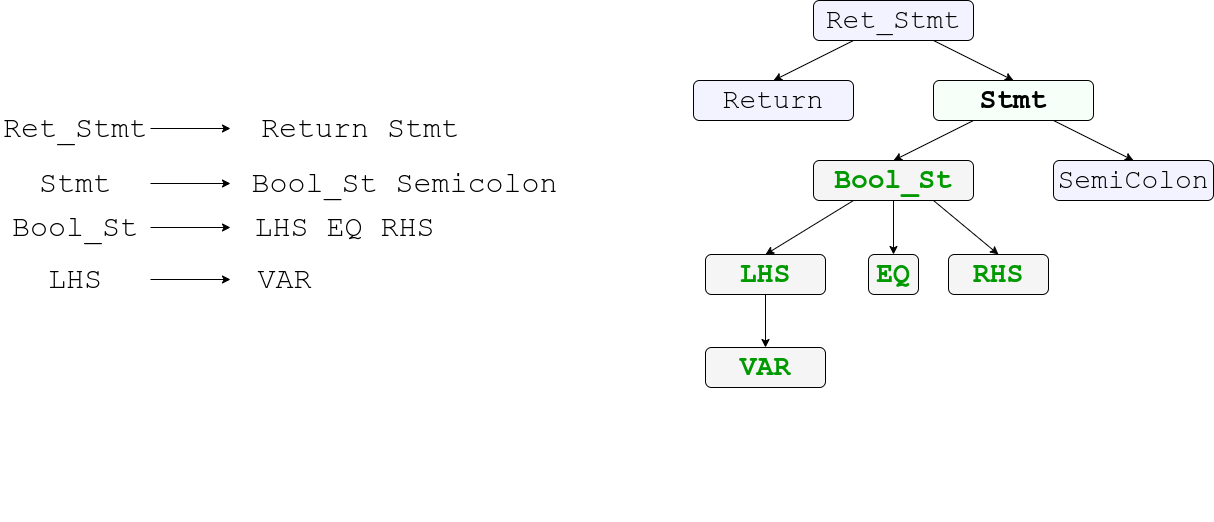 Ret_Stmt Return Stmt
Stmt Bool_St Semicolon
Bool_St LHS EQ RHS
LHS VAR
Ret_Stmt
Return Stmt
Bool_St SemiColon
LHS EQ RHS
VAR